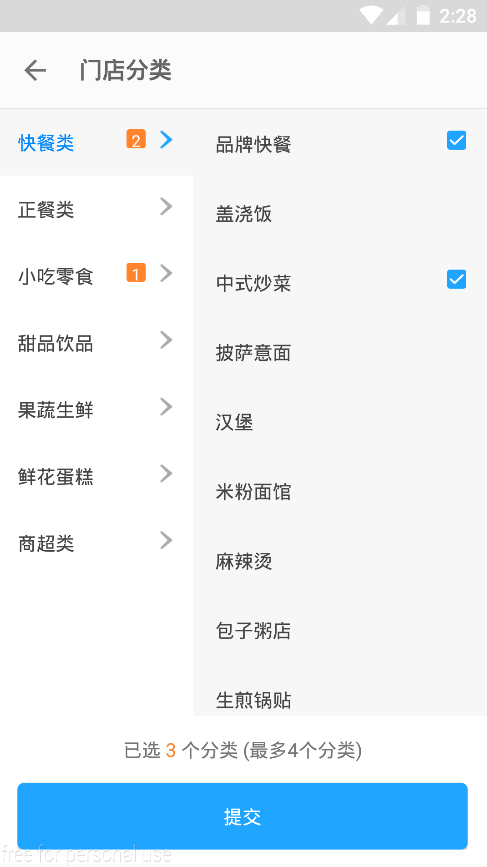 2:28
门店分类
快餐类 2
正餐类
小吃零食 1
甜品饮品
果蔬生鲜
鲜花蛋糕
商超类
品牌快餐
盖浇饭
中式炒菜
披萨意面
汉堡
米粉面馆
麻辣烫
包子粥店
生煎锅贴
已选 3 个分类 (最多4个分类)
提交
free for personal use